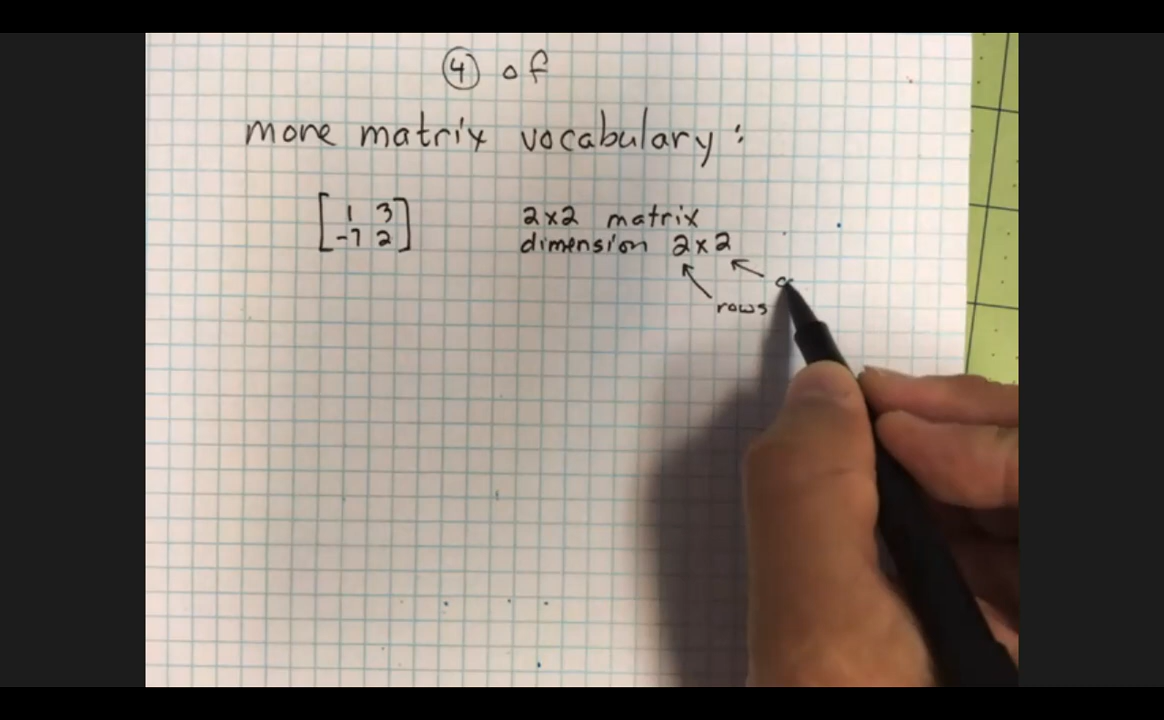 ④ of
more matrix vocabulary:
[1 3
-7 2]
2x2 matrix
dimension 2x2
rows